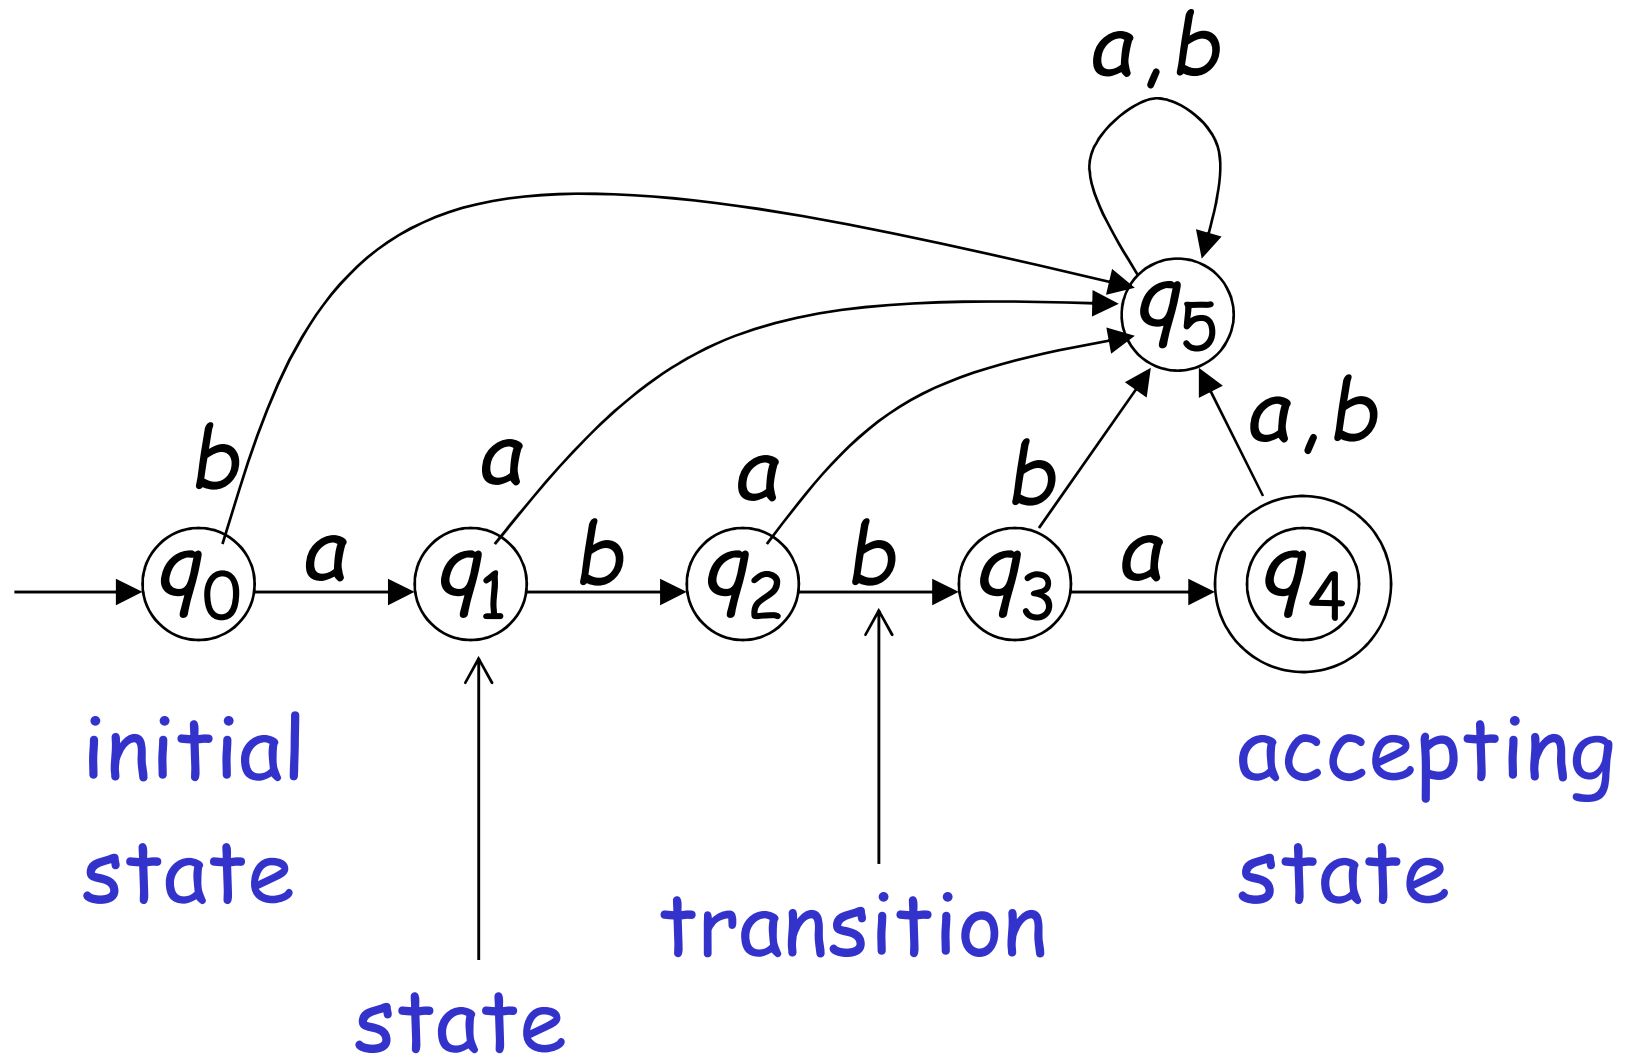 a,b
q5
a,b
b
a
a
b
q0
a
q1
b
q2
b
q3
a
q4
initial
state
accepting
state
transition
state